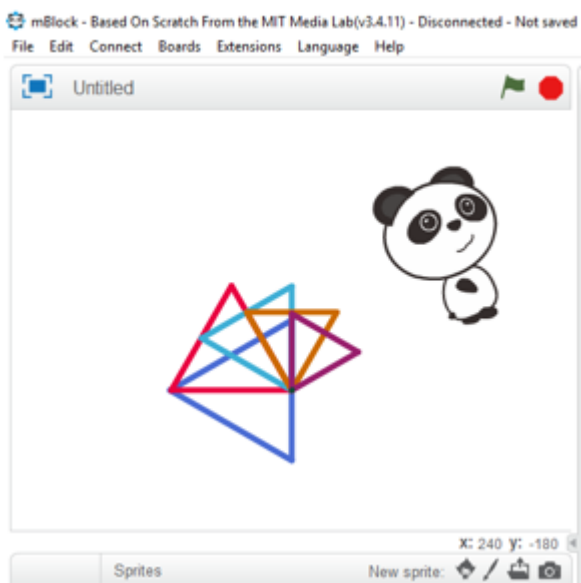 mBlock - Based On Scratch From the MIT Media Lab(v3.4.11) - Disconnected - Not saved
File Edit Connect Boards Extensions Language Help
Untitled
X: 240 y: -180
Sprites New sprite: